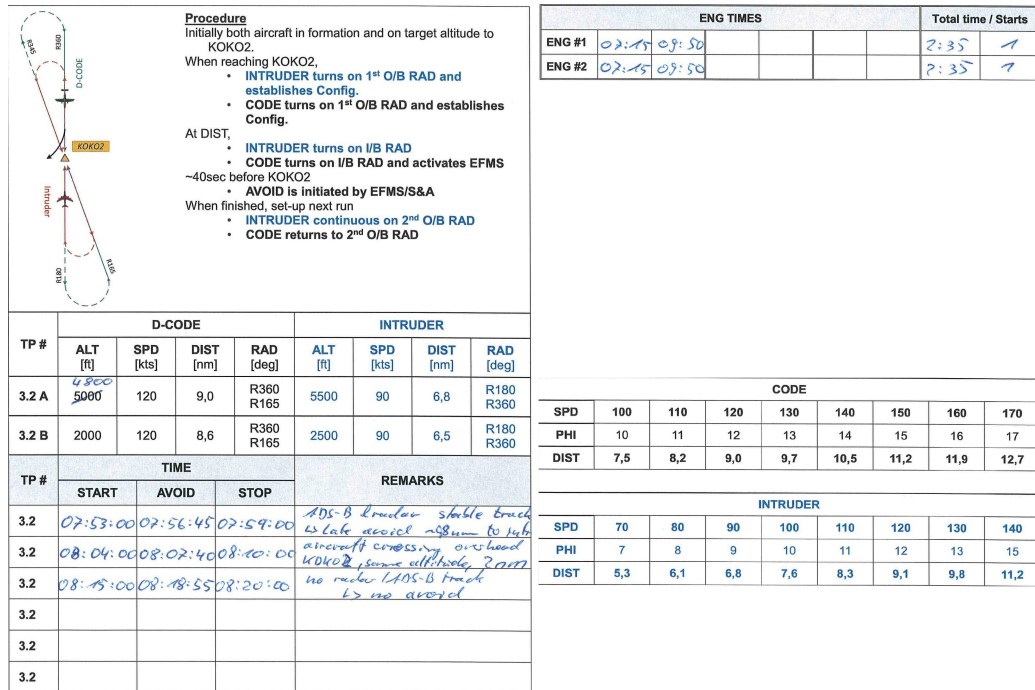 Procedure
Initially both aircraft in formation and on target altitude to
KOKO2.
When reaching KOKO2,
• INTRUDER turns on 1st O/B RAD and
establishes Config.
• CODE turns on 1st O/B RAD and establishes
Config.
At DIST,
• INTRUDER turns on I/B RAD
• CODE turns on I/B RAD and activates EFMS
~40sec before KOKO2
• AVOID is initiated by EFMS/S&A
When finished, set-up next run
• INTRUDER continuous on 2nd O/B RAD
• CODE returns to 2nd O/B RAD
R345
R360
D-CODE
KOKO2
Intruder
R180
R165
TP # D-CODE INTRUDER
ALT [ft] SPD [kts] DIST [nm] RAD [deg] ALT [ft] SPD [kts] DIST [nm] RAD [deg]
4800
3.2 A 5000 120 9,0 R360 R165 5500 90 6,8 R180 R360
3.2 B 2000 120 8,6 R360 R165 2500 90 6,5 R180 R360
TP # TIME REMARKS
START AVOID STOP
3.2 07:53:00 07:56:45 07:59:00 ADS-B & radar stable track
↳ late avoid to
3.2 08:04:00 08:07:40 08:10:00 aircraft crossing overhead
KOKO2, same altitude, 2nm
3.2 08:15:00 08:18:55 08:20:00 no radar / ADS-B track
↳ no avoid
3.2
3.2
3.2
ENG TIMES Total time / Starts
ENG #1 07:15 09:50 2:35 1
ENG #2 07:15 09:50 2:35 1
CODE
SPD 100 110 120 130 140 150 160 170
PHI 10 11 12 13 14 15 16 17
DIST 7,5 8,2 9,0 9,7 10,5 11,2 11,9 12,7
INTRUDER
SPD 70 80 90 100 110 120 130 140
PHI 7 8 9 10 11 12 13 15
DIST 5,3 6,1 6,8 7,6 8,3 9,1 9,8 11,2